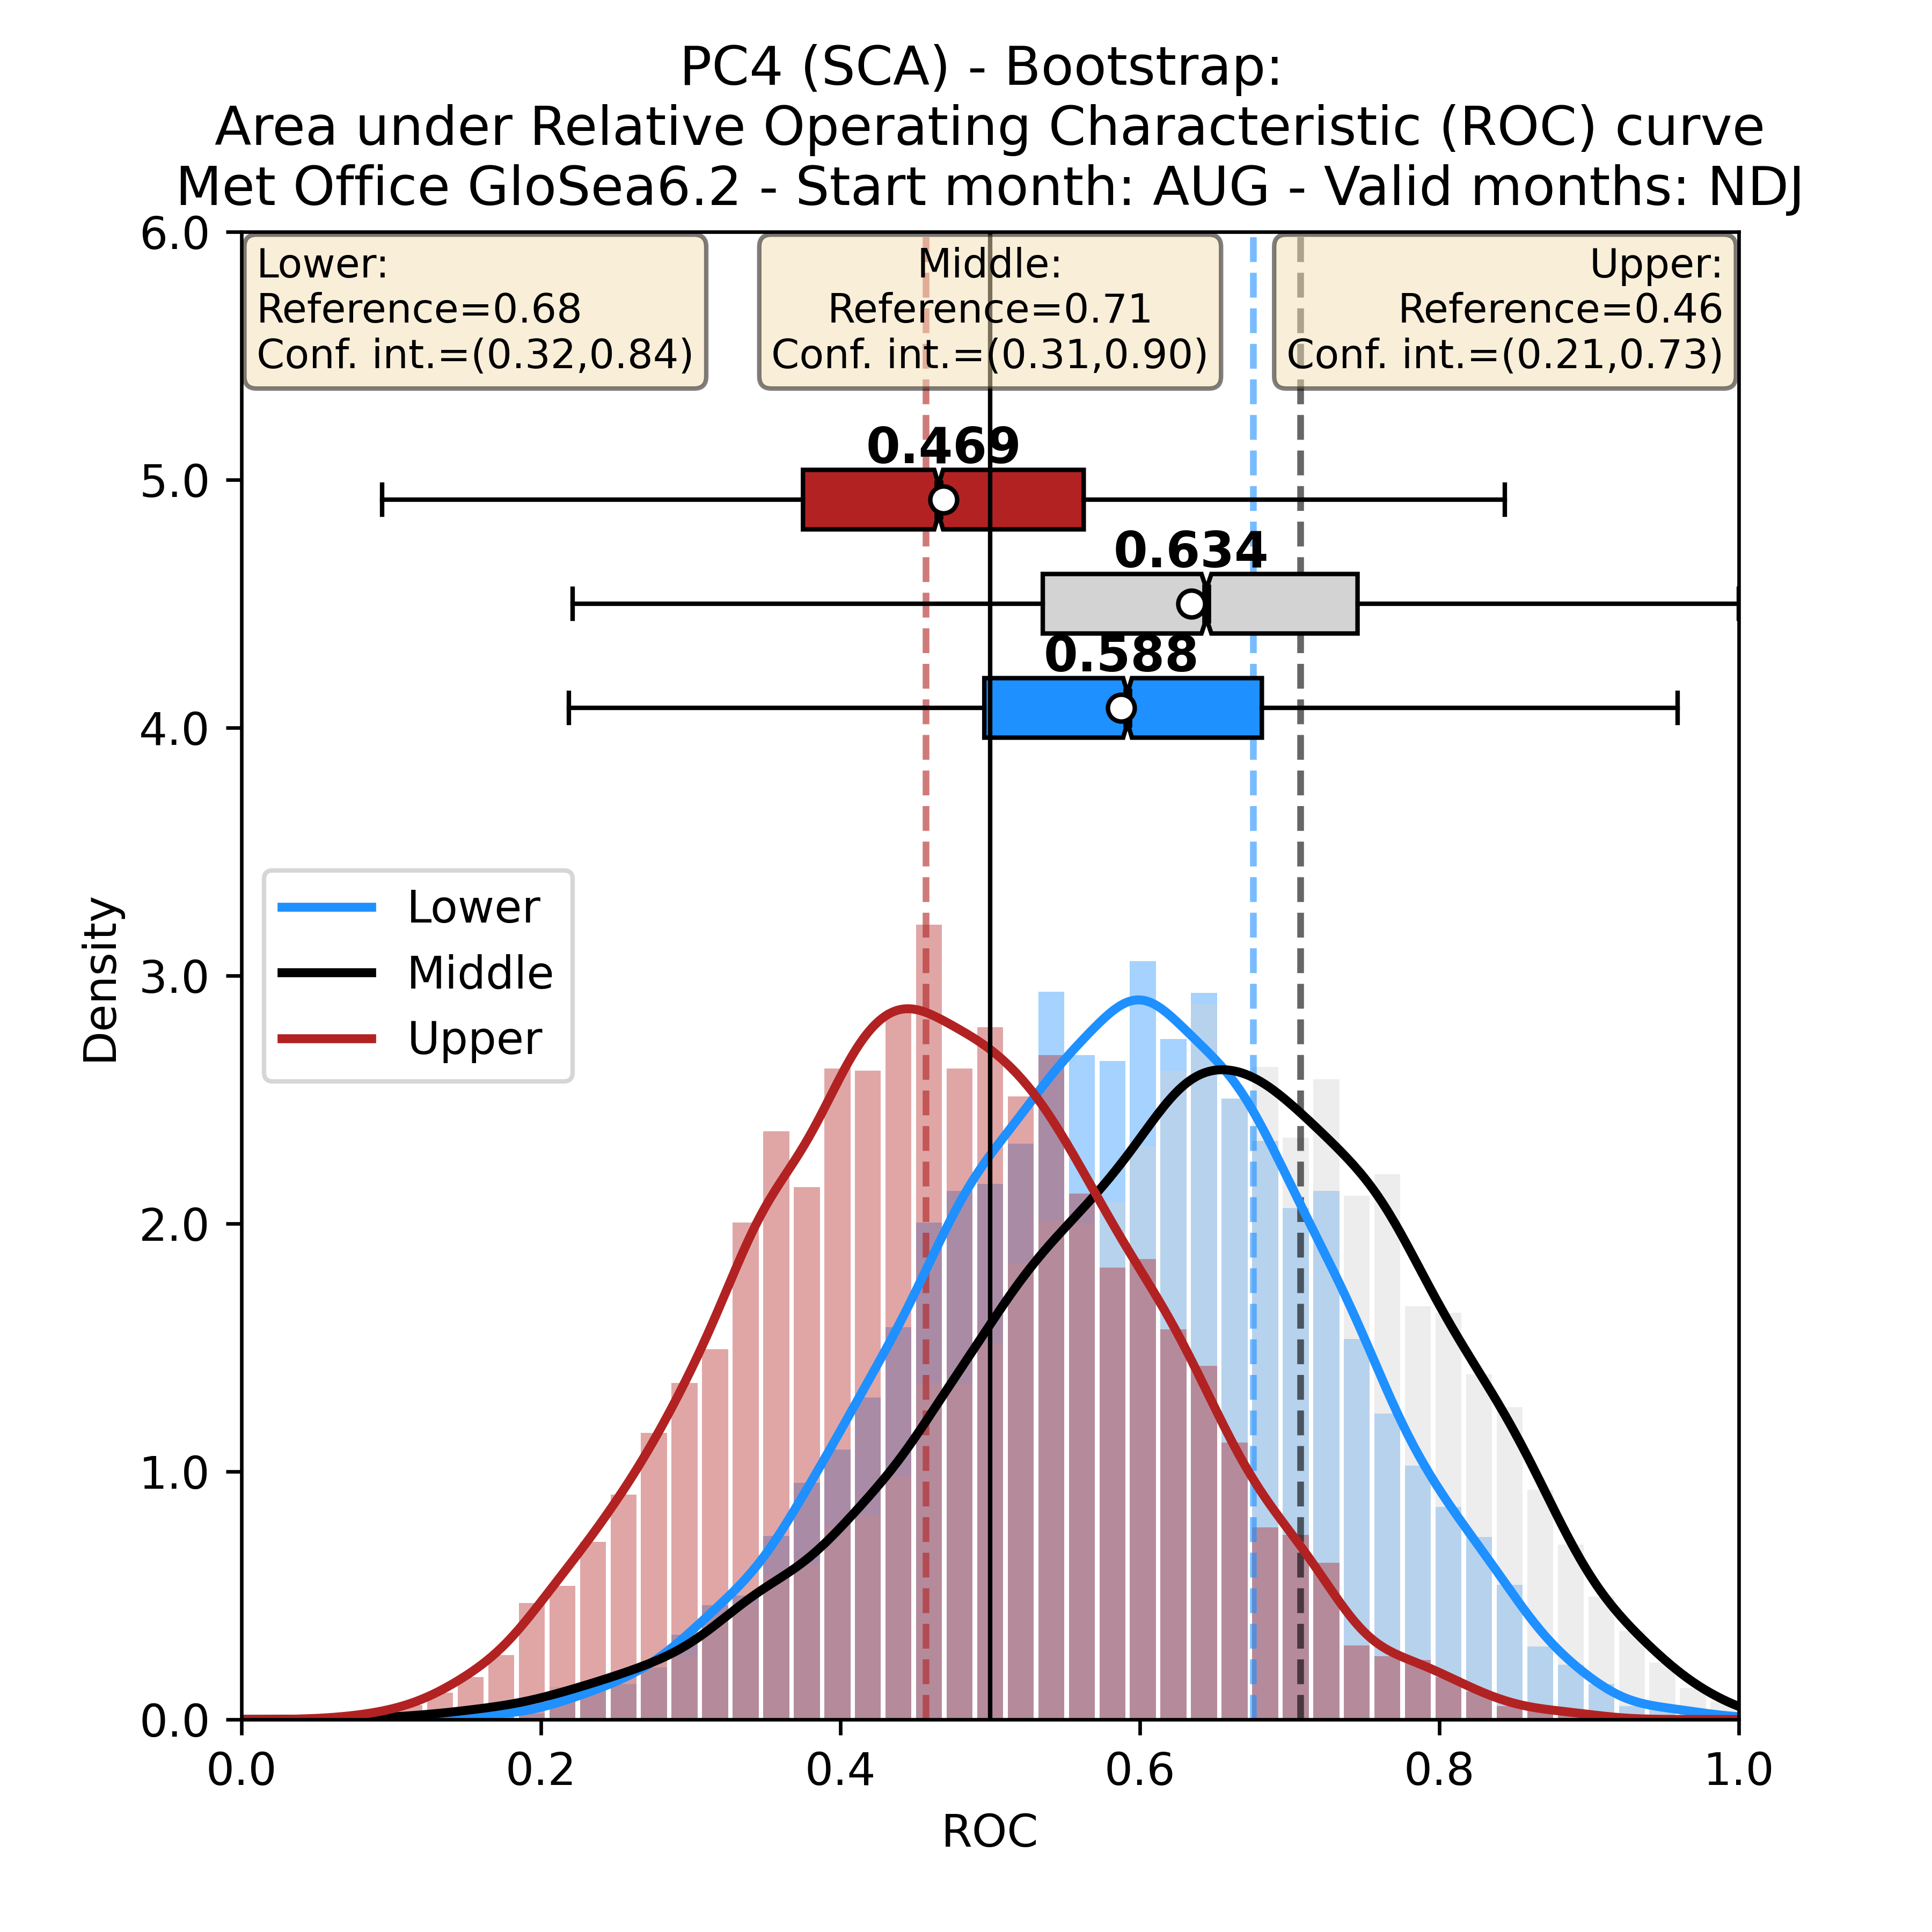 PC4 (SCA) - Bootstrap:
Area under Relative Operating Characteristic (ROC) curve
Met Office GloSea6.2 - Start month: AUG - Valid months: NDJ
6.0
Lower:
Reference=0.68
Conf. int.=(0.32,0.84)
Middle:
Reference=0.71
Conf. int.=(0.31,0.90)
Upper:
Reference=0.46
Conf. int.=(0.21,0.73)
0.469
5.0
0.634
0.588
4.0
Lower
Middle
Upper
Density
3.0
2.0
1.0
0.0
0.0
0.2
0.4
0.6
0.8
1.0
ROC